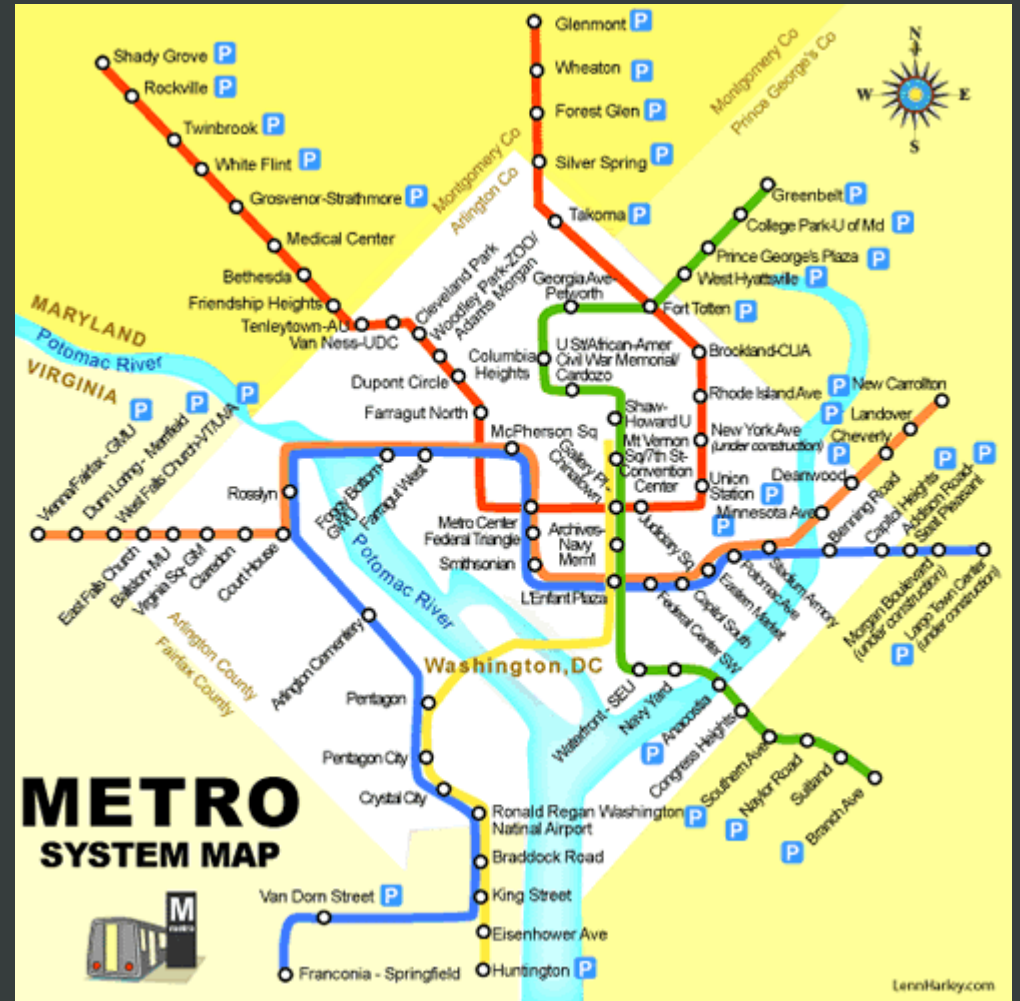 Shady Grove P
Rockville P
Twinbrook P
White Flint P
Grosvenor-Strathmore P
Medical Center
Bethesda
Friendship Heights
Tenleytown-AU
Van Ness-UDC
Cleveland Park
Woodley Park-ZOO/
Adams Morgan
Dupont Circle
Farragut North
Glenmont P
Wheaton P
Forest Glen P
Silver Spring P
Takoma P
Montgomery Co
Prince George's Co
Montgomery Co
Arlington Co
N
W
E
S
Greenbelt P
College Park-U of Md P
Prince George's Plaza P
West Hyattsville P
Georgia Ave-
Petworth
Fort Totten P
Columbia
Heights
U St/African-Amer
Civil War Memorial/
Cardozo
Brockland-CUA
Rhode Island Ave P
Shaw-
Howard U
Mt Vernon
Sq/7th St-
Convention
Center
New York Ave
(under construction)
P
Union
Station P
New Carrollton
Landover
Cheverly
Deanwood
Minnesota Ave
P
MARYLAND
Potomac River
VIRGINIA
P
P
P
Vienna/Fairfax - GMU
Dunn Loring - Merrifield
West Falls Church-VT/UVA
East Falls Church
Ballston- MU
Virginia Sq- GM
Clarendon
Court House
Rosslyn
Foggy Bottom-
GWU
Farragut West
McPherson Sq
Gallery Pl-
Chinatown
Metro Center
Federal Triangle
Smithsonian
Archives-
Navy
Mem'l
Judiciary Sq
L'Enfant Plaza
Federal Center SW
Capitol South
Eastern Market
Potomac Ave
Stadium Armory
Benning Road
Capitol Heights P
Addison Road-
Seat Pleasant P
Morgan Boulevard
(under construction)
P
Largo Town Center
(under construction)
Potomac River
Arlington County
Fairfax County
Arlington Cementery
Washington,DC
Pentagon
Pentagon City
Crystal City
Waterfront - SEU
Navy Yard
Anacostia
P
Congress Heights
Southern Ave
P
Naylor Road
P
Suitland
Branch Ave
P
Ronald Regan Washington
Natinal Airport
Braddock Road
King Street
Eisenhower Ave
Huntington P
Van Dorn Street P
Franconia - Springfield
METRO
SYSTEM MAP
M
metro
LennHarley.com